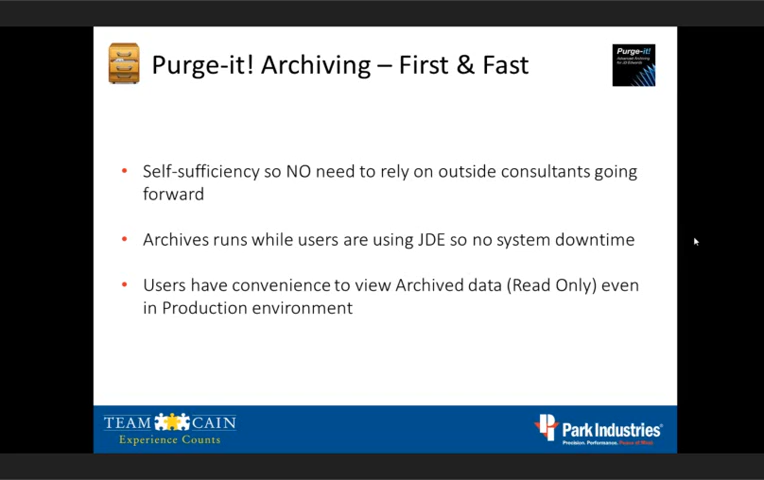 Purge-it! Archiving – First & Fast
Purge-it!
Advanced Archiving
for JD Edwards
• Self-sufficiency so NO need to rely on outside consultants going
forward
• Archives runs while users are using JDE so no system downtime
• Users have convenience to view Archived data (Read Only) even
in Production environment
TEAM CAIN
Experience Counts
Park Industries®
Precision. Performance. Peace of Mind.